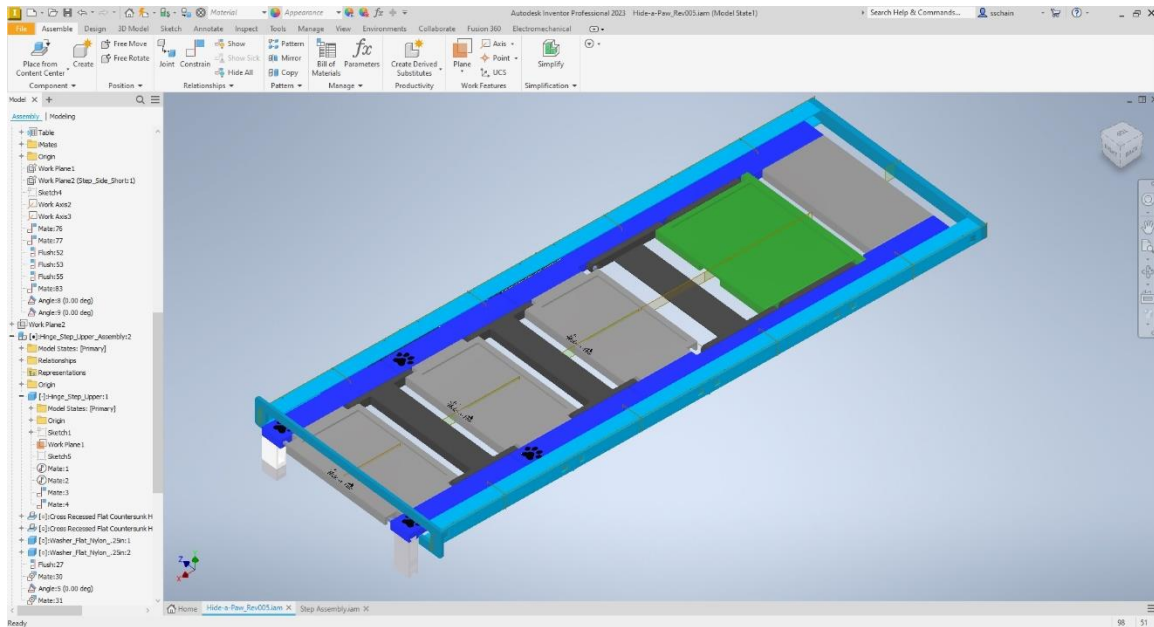 Material
Appearance
Autodesk Inventor Professional 2023 Hide-a-Paw_Rev005.iam (Model State1)
Search Help & Commands...
sschain
File Assemble Design 3D Model Sketch Annotate Inspect Tools Manage View Environments Collaborate Fusion 360 Electromechanical
Free Move Show Pattern
Free Rotate Show Sick Mirror
Hide All Copy
Axis
Point
UCS
Place from Content Center Create Joint Constrain Bill of Materials Parameters Create Derived Substitutes Plane Simplify
Component Position Relationships Pattern Manage Productivity Work Features Simplification
Model X +
Assembly | Modeling
Table
iMates
Origin
Work Plane1
Work Plane2 (Step_Side_Short:1)
Sketch4
Work Axis2
Work Axis3
Mate:76
Mate:77
Flush:52
Flush:53
Flush:55
Mate:83
Angle:8 (0.00 deg)
Angle:9 (0.00 deg)
Work Plane2
Hinge_Step_Upper_Assembly:2
Model States: [Primary]
Relationships
Representations
Origin
[-]:Hinge_Step_Upper:1
Model States: [Primary]
Origin
Sketch1
Work Plane1
Sketch5
Mate:1
Mate:2
Mate:3
Mate:4
Cross Recessed Flat Countersunk H
Cross Recessed Flat Countersunk H
Washer_Flat_Nylon_.25in:1
Washer_Flat_Nylon_.25in:2
Flush:27
Mate:30
Angle:5 (0.00 deg)
Mate:31
Z
Y
X
Home Hide-a-Paw_Rev005.iam X Step Assembly.iam X
Ready
98 51